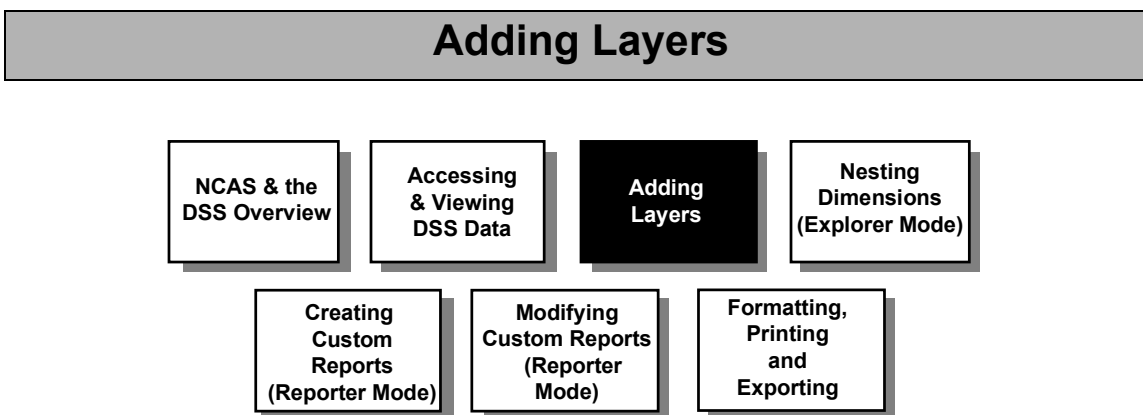 Adding Layers
NCAS & the
DSS Overview
Accessing
& Viewing
DSS Data
Adding
Layers
Nesting
Dimensions
(Explorer Mode)
Creating
Custom
Reports
(Reporter Mode)
Modifying
Custom Reports
(Reporter
Mode)
Formatting,
Printing
and
Exporting